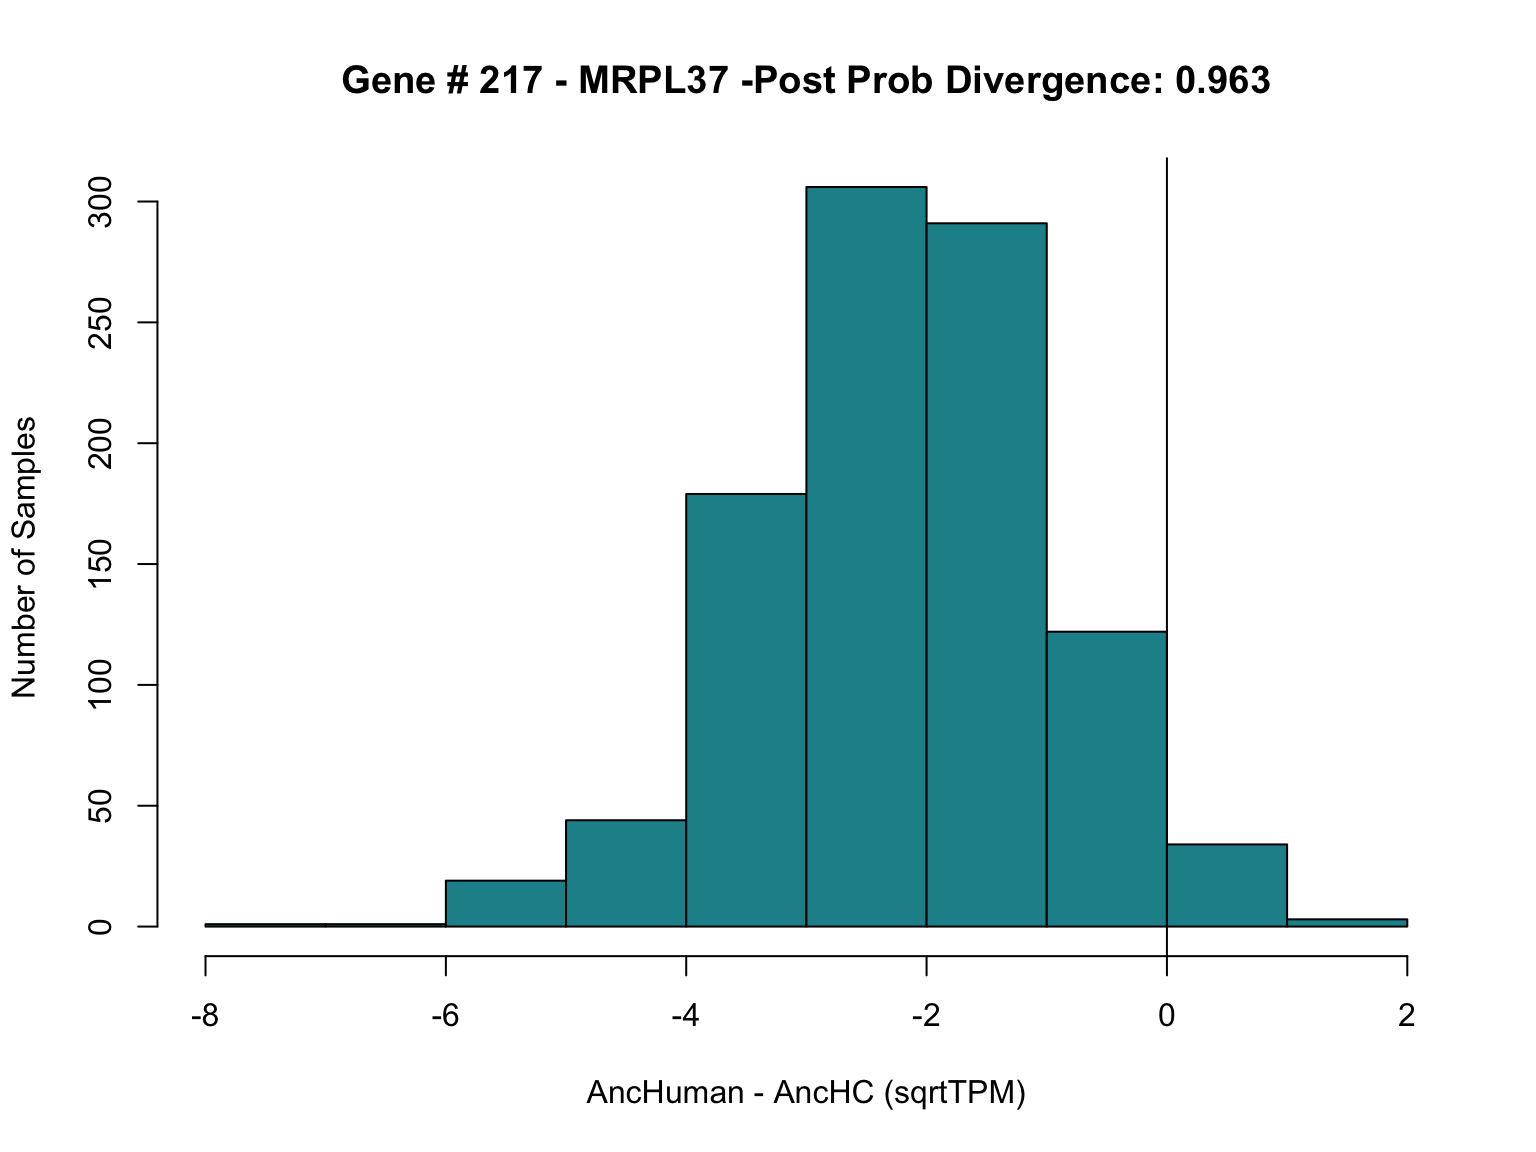 Gene # 217 - MRPL37 -Post Prob Divergence: 0.963
Number of Samples
300
250
200
150
100
50
0
-8 -6 -4 -2 0 2
AncHuman - AncHC (sqrtTPM)